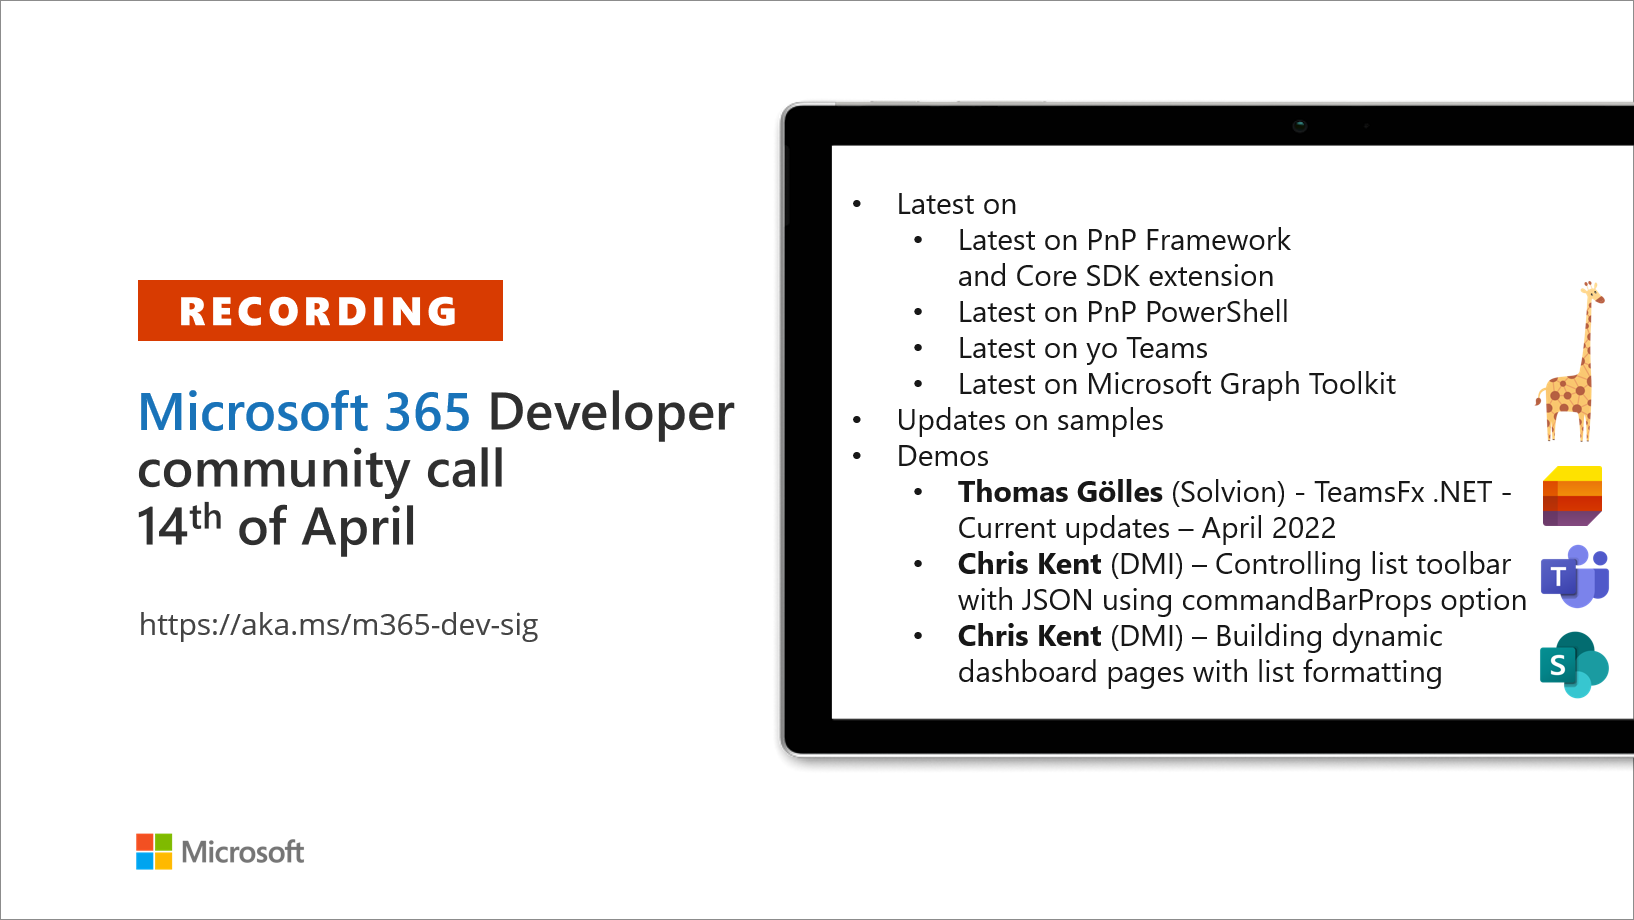 RECORDING
Microsoft 365 Developer
community call
14th of April
https://aka.ms/m365-dev-sig
Microsoft
• Latest on
• Latest on PnP Framework
and Core SDK extension
• Latest on PnP PowerShell
• Latest on yo Teams
• Latest on Microsoft Graph Toolkit
• Updates on samples
• Demos
• Thomas Gölles (Solvion) - TeamsFx .NET -
Current updates – April 2022
• Chris Kent (DMI) – Controlling list toolbar
with JSON using commandBarProps option
• Chris Kent (DMI) – Building dynamic
dashboard pages with list formatting
T
S